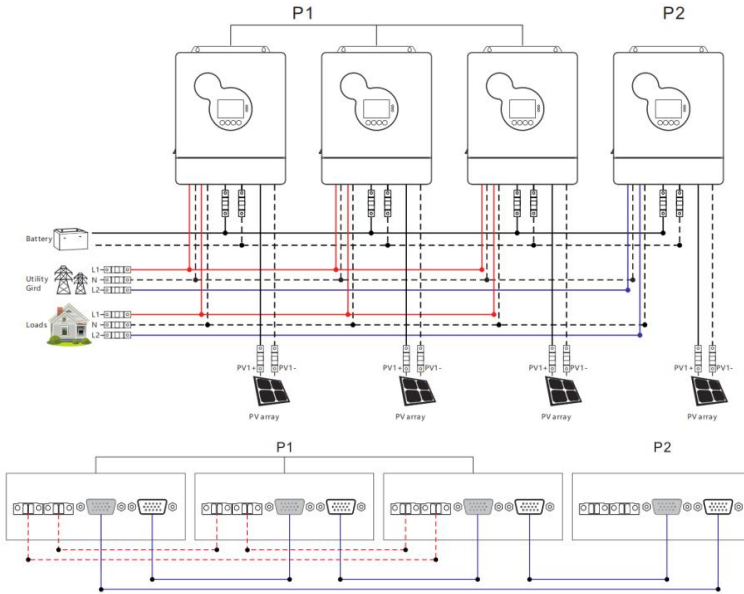 P1 P2
Battery
L1
Utility Gird N
L2
L1
Loads N
L2
PV1+ PV1- PV1+ PV1- PV1+ PV1- PV1+ PV1-
PV array PV array PV array PV array
P1 P2